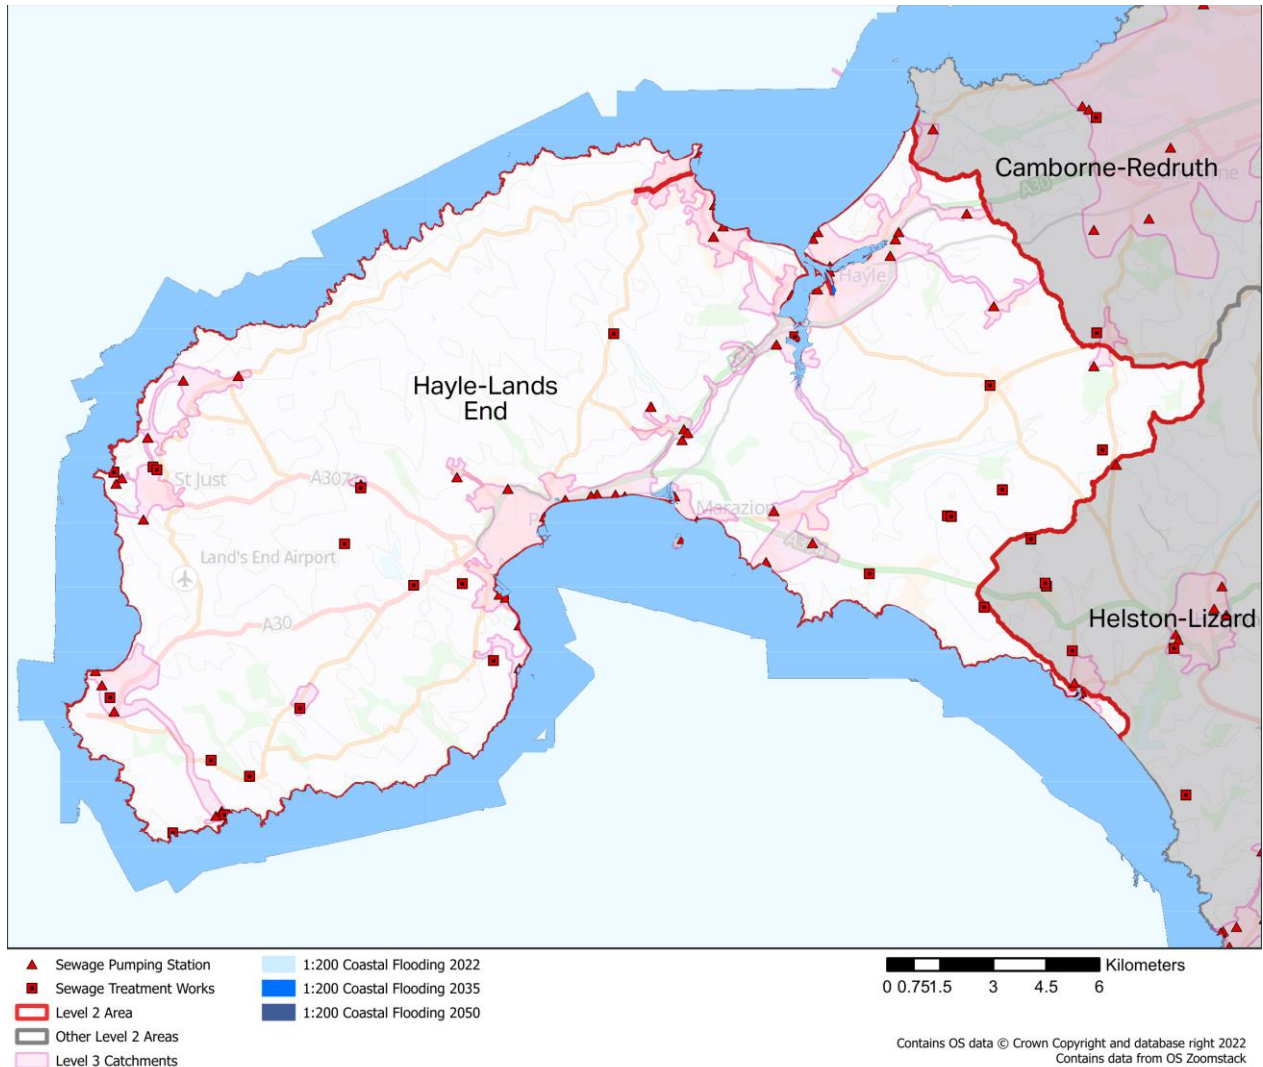 Camborne-Redruth
A30
Hayle
Hayle-Lands
End
St Just
A307
Marazion
Land's End Airport
A30
Helston-Lizard
Sewage Pumping Station
Sewage Treatment Works
Level 2 Area
Other Level 2 Areas
Level 3 Catchments
1:200 Coastal Flooding 2022
1:200 Coastal Flooding 2035
1:200 Coastal Flooding 2050
Kilometers
0 0.751.5 3 4.5 6
Contains OS data © Crown Copyright and database right 2022
Contains data from OS Zoomstack